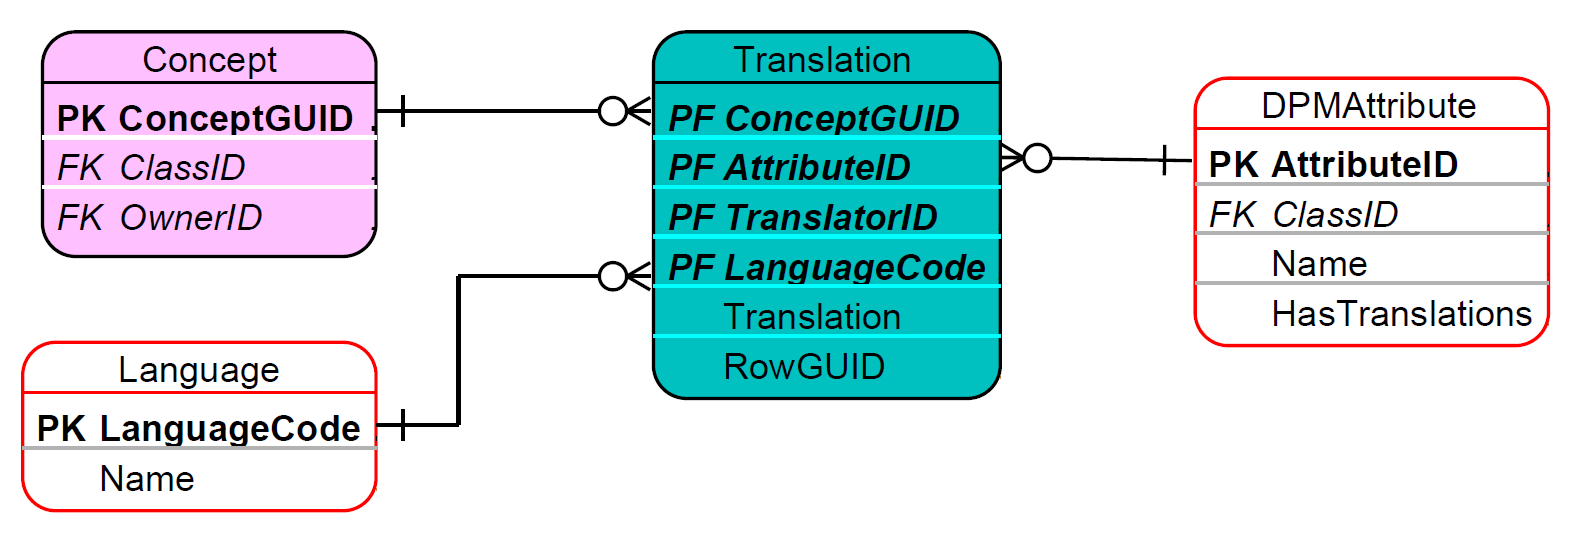 Concept
PK ConceptGUID
FK ClassID
FK OwnerID
Language
PK LanguageCode
Name
Translation
PF ConceptGUID
PF AttributeID
PF TranslatorID
PF LanguageCode
Translation
RowGUID
DPMAttribute
PK AttributeID
FK ClassID
Name
HasTranslations